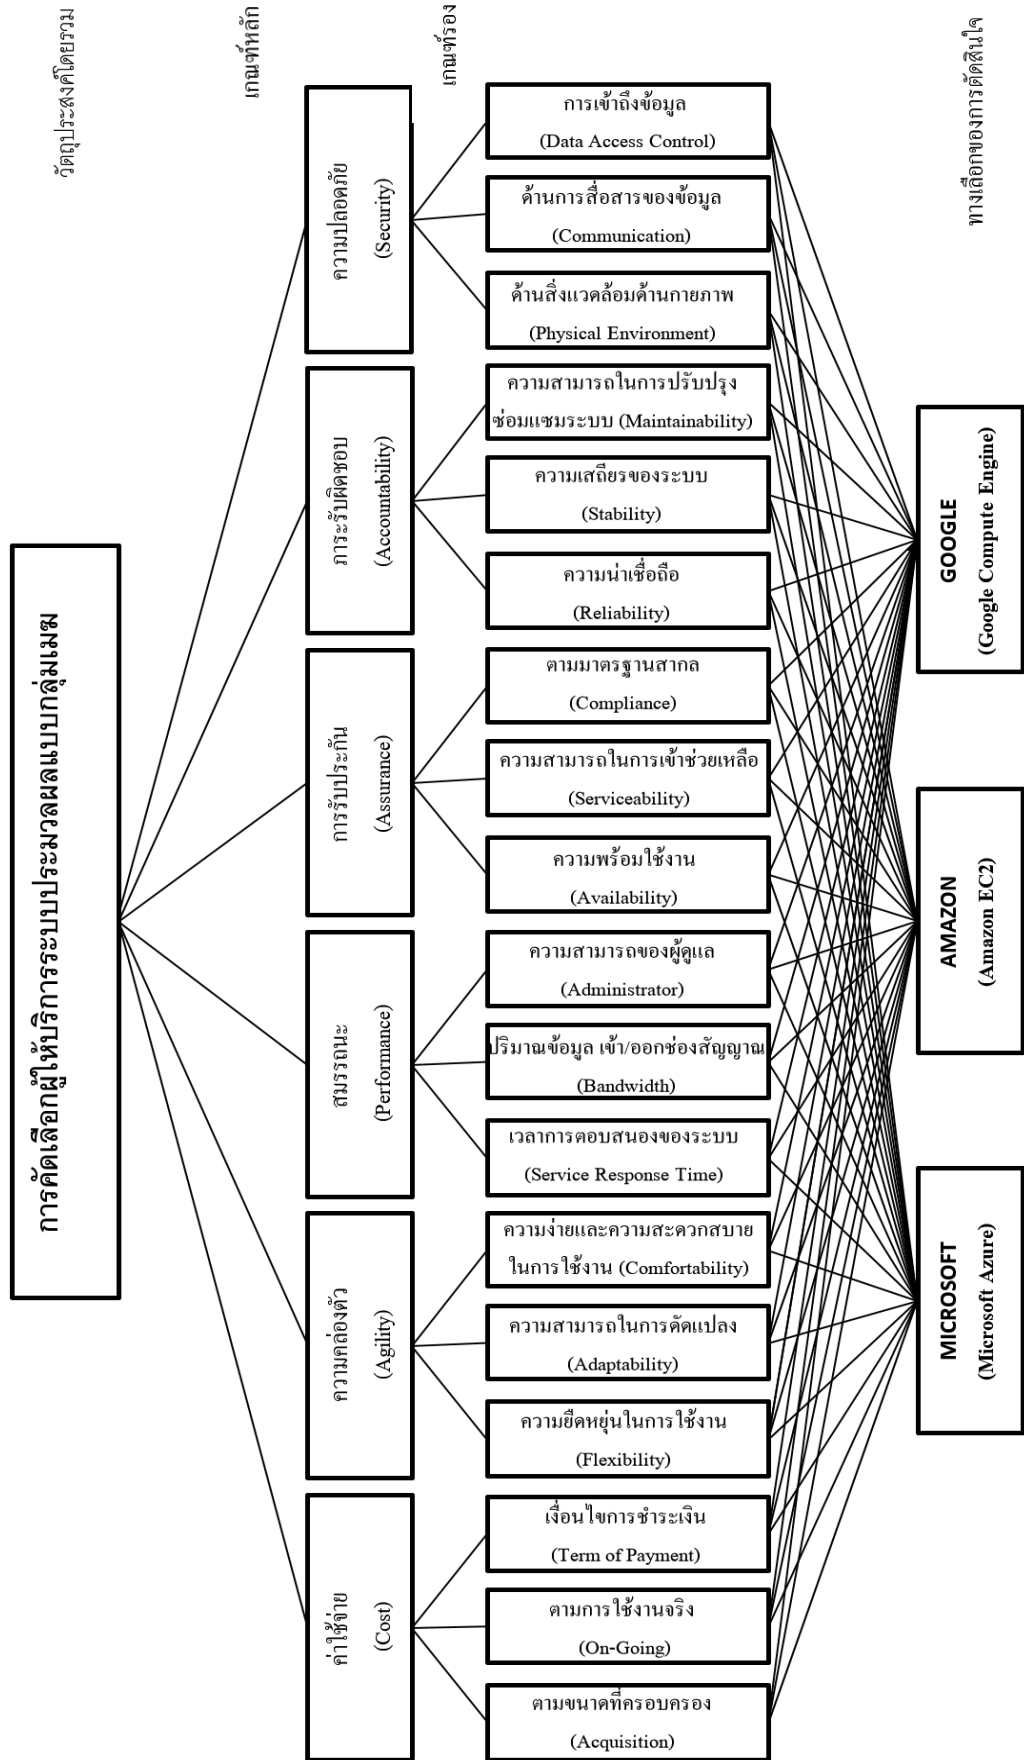 วัตถุประสงค์โดยรวม
เกณฑ์หลัก
เกณฑ์รอง
ทางเลือกของการตัดสินใจ
การคัดเลือกผู้ให้บริการระบบประมวลผลแบบกลุ่มเมฆ
ความปลอดภัย
(Security)
ภาระรับผิดชอบ
(Accountability)
การรับประกัน
(Assurance)
สมรรถนะ
(Performance)
ความคล่องตัว
(Agility)
ค่าใช้จ่าย
(Cost)
การเข้าถึงข้อมูล
(Data Access Control)
ด้านการสื่อสารของข้อมูล
(Communication)
ด้านสิ่งแวดล้อมด้านกายภาพ
(Physical Environment)
ความสามารถในการปรับปรุง
ซ่อมแซมระบบ (Maintainability)
ความเสถียรของระบบ
(Stability)
ความน่าเชื่อถือ
(Reliability)
ตามมาตรฐานสากล
(Compliance)
ความสามารถในการเข้าช่วยเหลือ
(Serviceability)
ความพร้อมใช้งาน
(Availability)
ความสามารถของผู้ดูแล
(Administrator)
ปริมาณข้อมูล เข้า/ออกช่องสัญญาณ
(Bandwidth)
เวลาการตอบสนองของระบบ
(Service Response Time)
ความง่ายและความสะดวกสบาย
ในการใช้งาน (Comfortability)
ความสามารถในการดัดแปลง
(Adaptability)
ความยืดหยุ่นในการใช้งาน
(Flexibility)
เงื่อนไขการชำระเงิน
(Term of Payment)
ตามการใช้งานจริง
(On-Going)
ตามขนาดที่ครอบครอง
(Acquisition)
GOOGLE
(Google Compute Engine)
AMAZON
(Amazon EC2)
MICROSOFT
(Microsoft Azure)